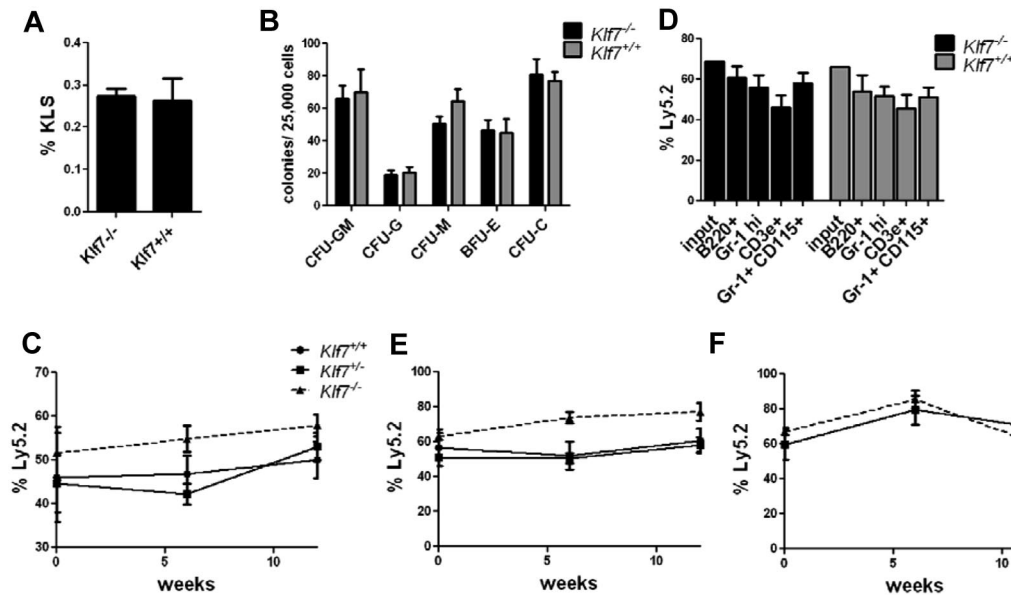 A
% KLS
0.4
0.3
0.2
0.1
0.0
Klf7-/-
Klf7+/+
B
colonies/ 25,000 cells
100
80
60
40
20
0
CFU-GM
CFU-G
CFU-M
BFU-E
CFU-C
Klf7-/-
Klf7+/+
D
% Ly5.2
80
60
40
20
0
input
B220+
Gr-1 hi
CD3e+
Gr-1+ CD115+
input
B220+
Gr-1 hi
CD3e+
Gr-1+ CD115+
Klf7-/-
Klf7+/+
C
% Ly5.2
70
60
50
40
30
0
5
10
weeks
Klf7+/+
Klf7+/-
Klf7-/-
E
% Ly5.2
100
80
60
40
20
0
0
5
10
weeks
F
% Ly5.2
100
80
60
40
20
0
0
5
10
weeks